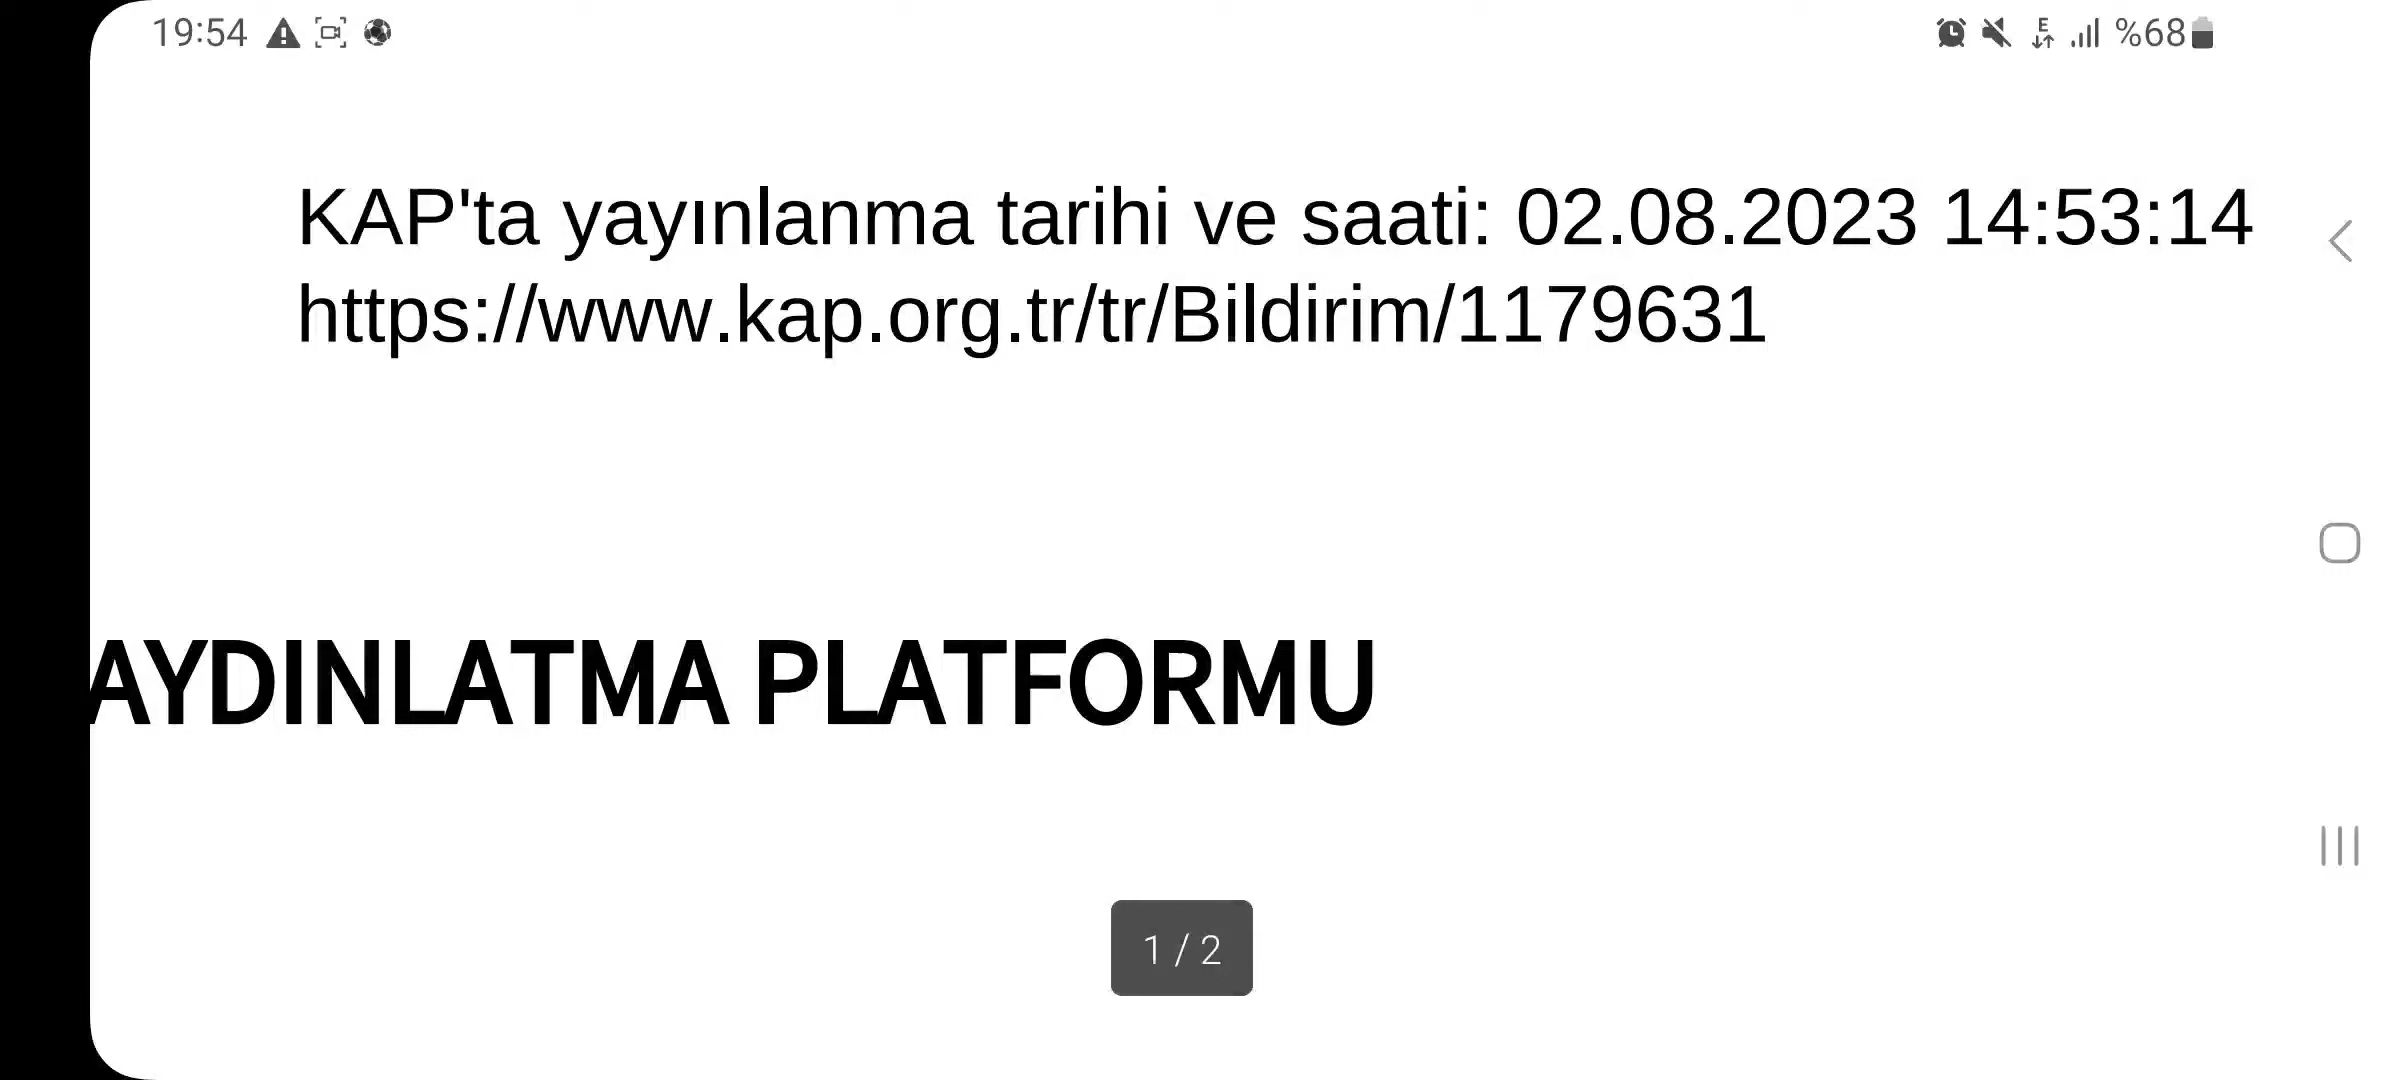 19:54
E
%68
KAP'ta yayınlanma tarihi ve saati: 02.08.2023 14:53:14
https://www.kap.org.tr/tr/Bildirim/1179631
AYDINLATMA PLATFORMU
1 / 2